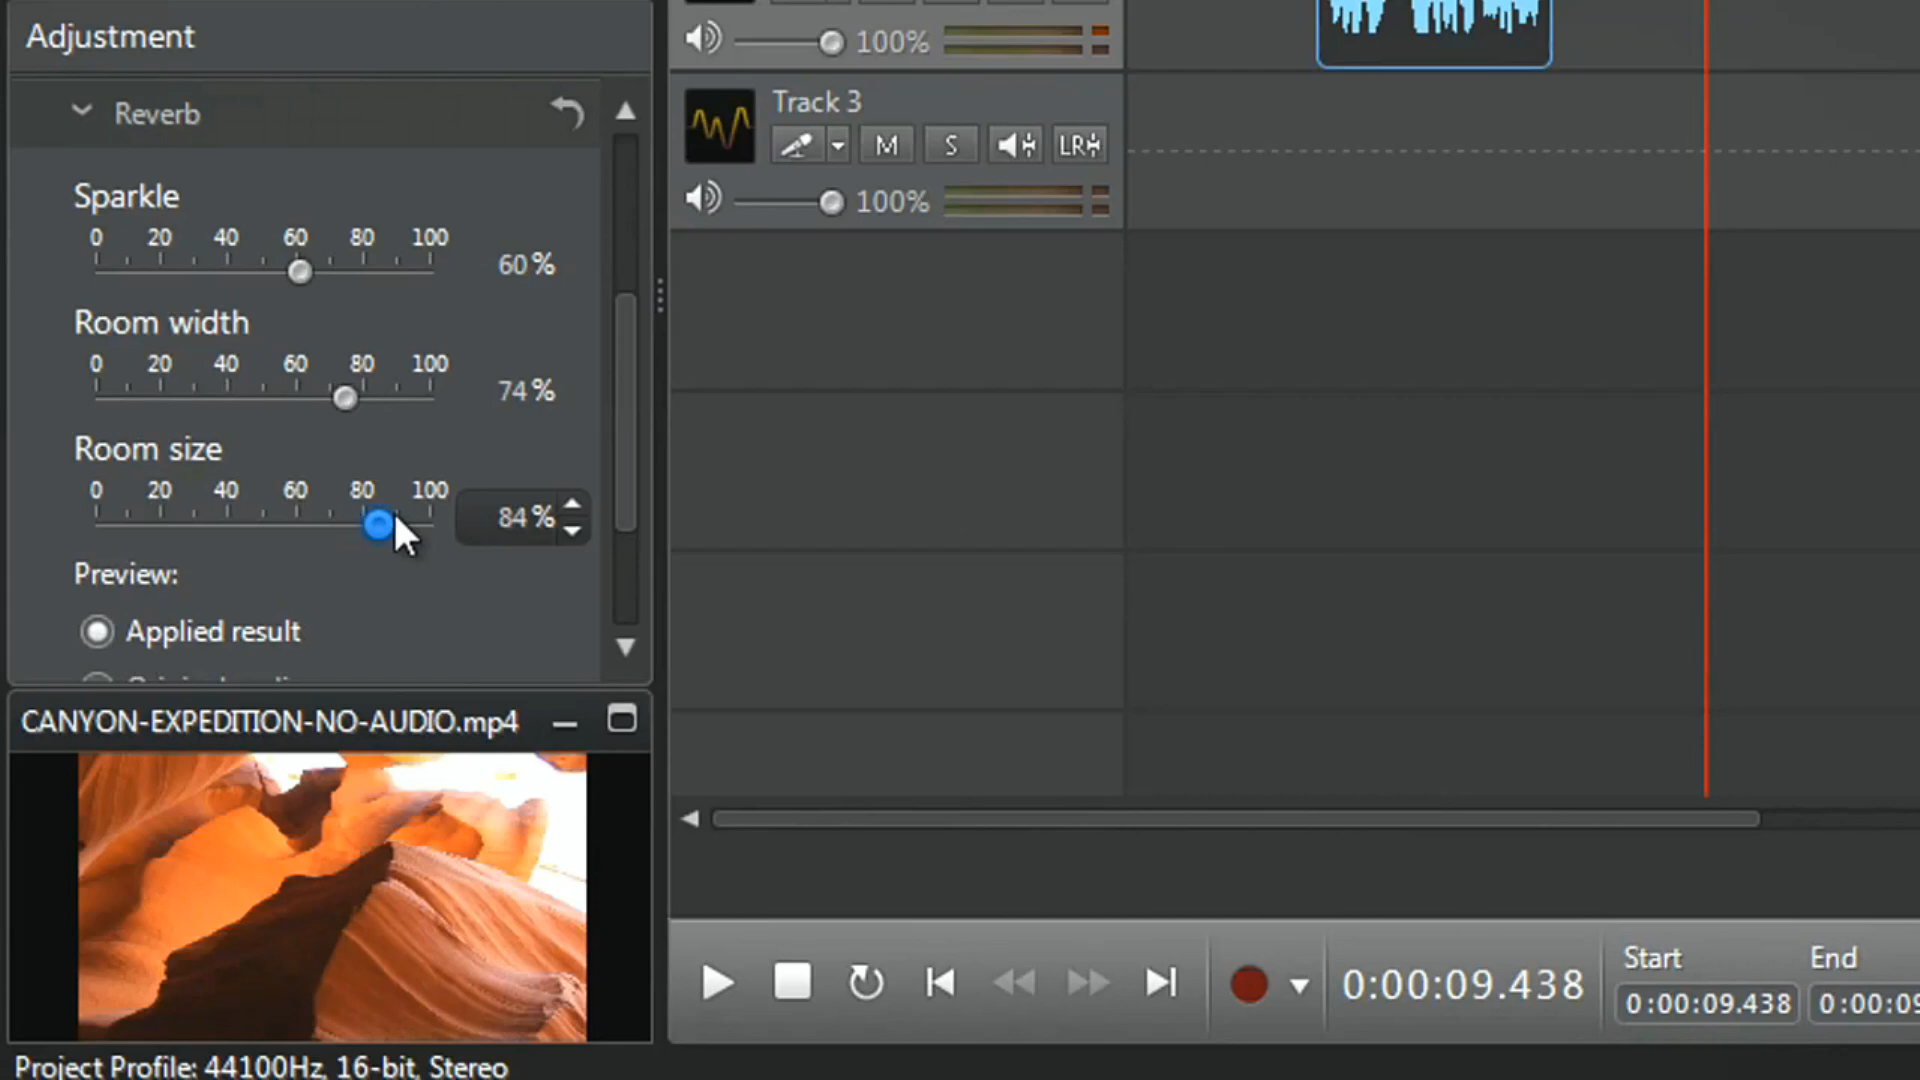 Adjustment
Reverb
Sparkle
0 20 40 60 80 100
60 %
Room width
0 20 40 60 80 100
74 %
Room size
0 20 40 60 80 100
84 %
Preview:
Applied result
CANYON-EXPEDITION-NO-AUDIO.mp4
Project Profile: 44100Hz, 16-bit, Stereo
100%
Track 3
M S LR
100%
0:00:09.438
Start End
0:00:09.438 0:00:09